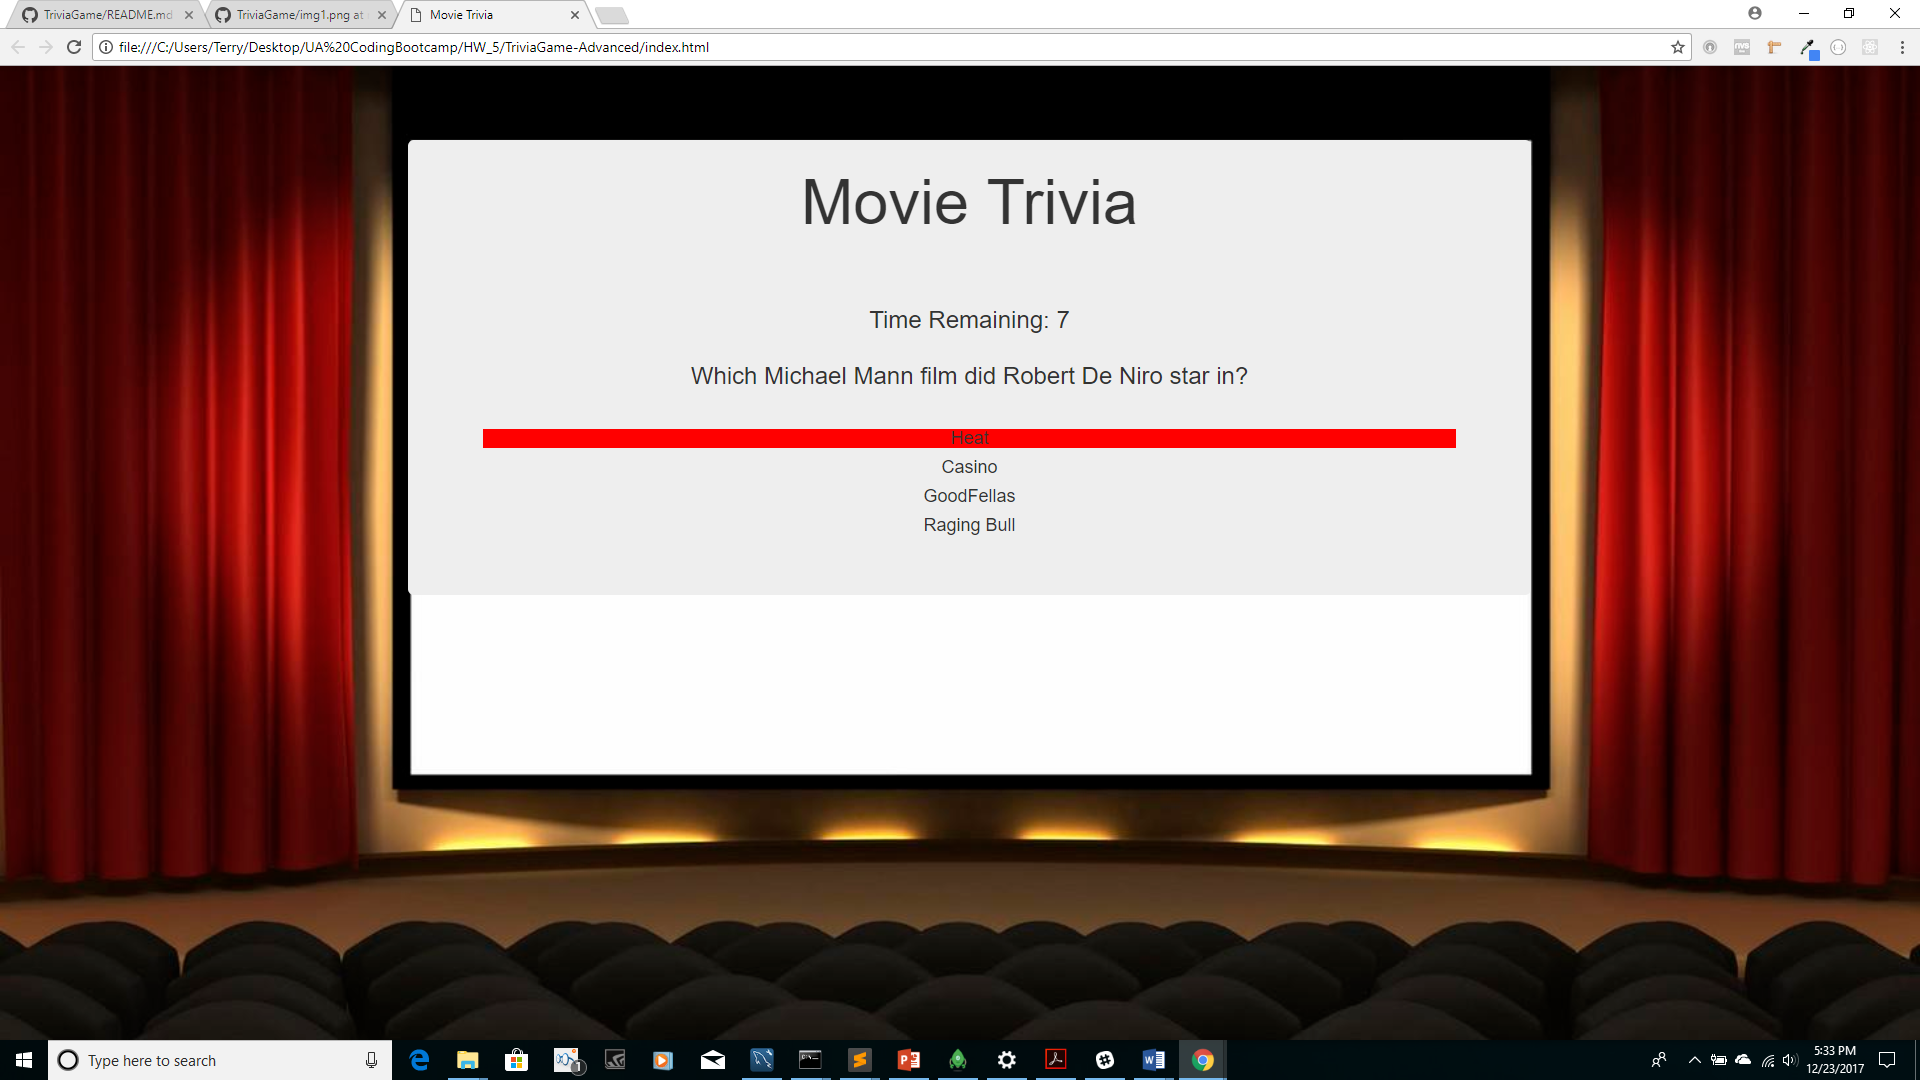 TriviaGame/README.md
TriviaGame/img1.png at
Movie Trivia
file:///C:/Users/Terry/Desktop/UA%20CodingBootcamp/HW_5/TriviaGame-Advanced/index.html
Movie Trivia
Time Remaining: 7
Which Michael Mann film did Robert De Niro star in?
Heat
Casino
GoodFellas
Raging Bull
Type here to search
1
5:33 PM
12/23/2017